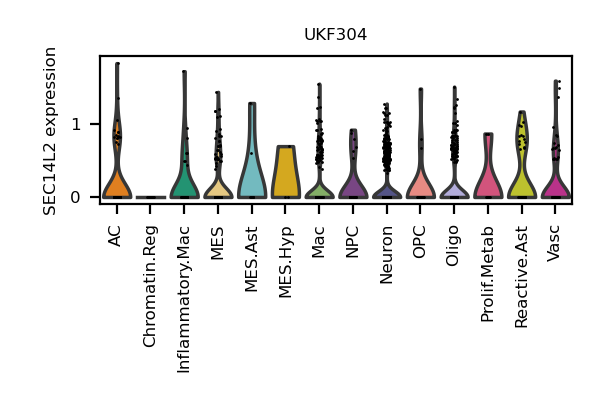 UKF304
SEC14L2 expression
1
0
AC
Chromatin.Reg
Inflammatory.Mac
MES
MES.Ast
MES.Hyp
Mac
NPC
Neuron
OPC
Oligo
Prolif.Metab
Reactive.Ast
Vasc